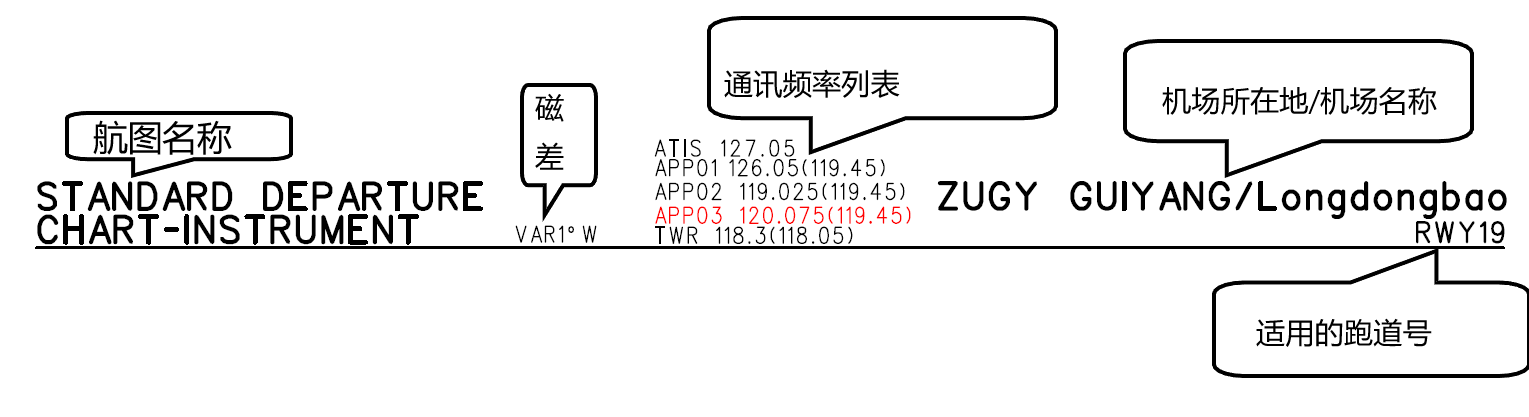 通讯频率列表
机场所在地/机场名称
磁
差
航图名称
STANDARD DEPARTURE
CHART-INSTRUMENT
VAR1° W
ATIS 127.05
APP01 126.05(119.45)
APP02 119.025(119.45)
APP03 120.075(119.45)
TWR 118.3(118.05)
ZUGY GUIYANG/Longdongbao
RWY19
适用的跑道号